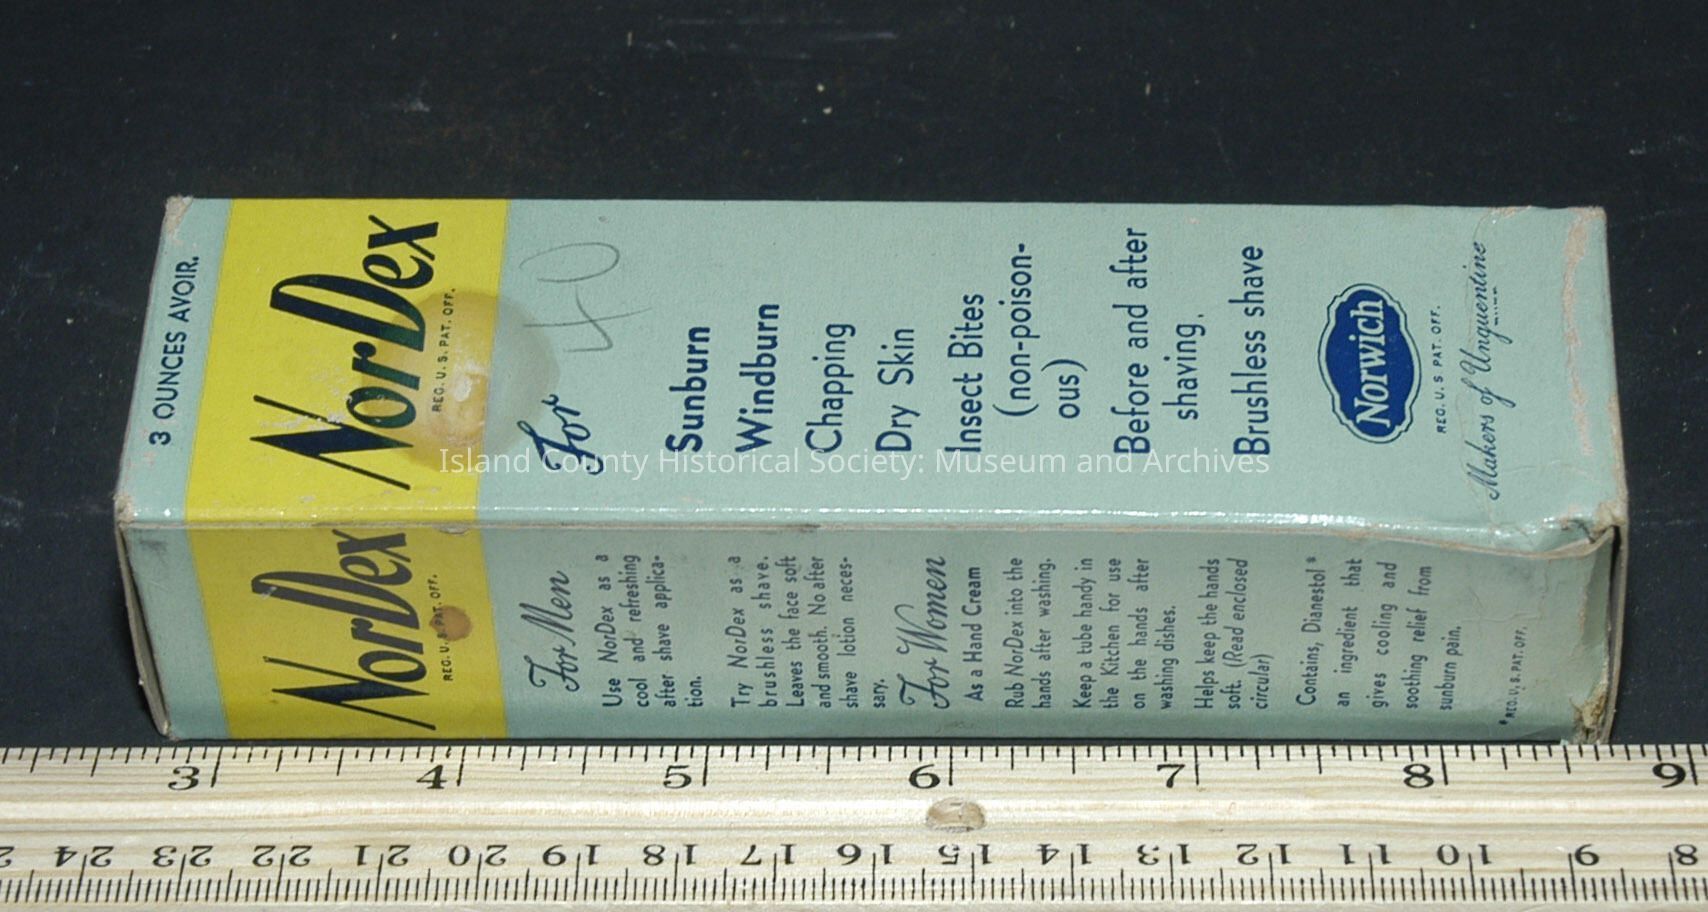 3 OUNCES AVOIR.
NorDex
REG. U. S. PAT. OFF.
40
For
Sunburn
Windburn
Chapping
Dry Skin
Insect Bites
(non-poison-
ous)
Before and after
shaving.
Brushless shave
Norwich
REG. U. S. PAT. OFF.
Makers of Unguentine
NorDex
REG. U. S. PAT. OFF.
For Men
Use NorDex as a
cool and refreshing
after shave applica-
tion.
Try NorDex as a
brushless shave.
Leaves the face soft
and smooth. No after
shave lotion neces-
sary.
For Women
As a Hand Cream
Rub NorDex into the
hands after washing.
Keep a tube handy in
the Kitchen for use
on the hands after
washing dishes.
Helps keep the hands
soft. (Read enclosed
circular)
Contains, Dianestol*
an ingredient that
gives cooling and
soothing relief from
sunburn pain.
*REG. U. S. PAT. OFF.
Island County Historical Society: Museum and Archives
3 4 5 6 7 8 9
24 23 22 21 20 19 18 17 16 15 14 13 12 11 10 9 8